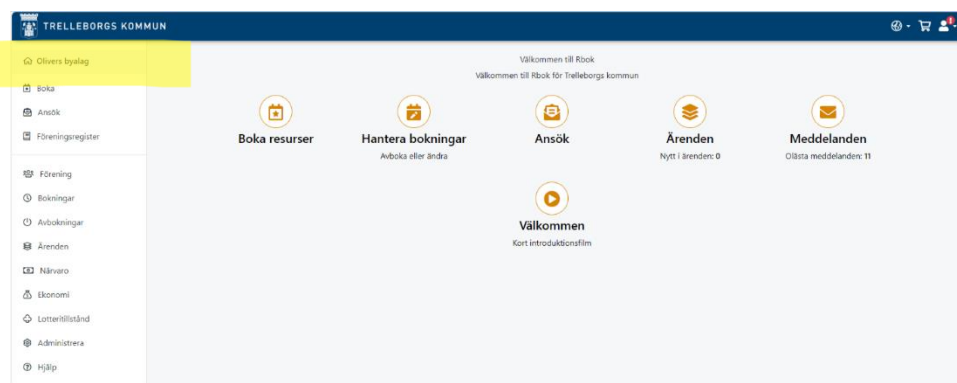 TRELLEBORGS KOMMUN
Olivers byalag
Boka
Ansök
Föreningsregister
Förening
Bokningar
Avbokningar
Ärenden
Närvaro
Ekonomi
Lotteritillstånd
Administrera
Hjälp
Välkommen till Rbok
Välkommen till Rbok för Trelleborgs kommun
Boka resurser
Hantera bokningar
Avboka eller ändra
Ansök
Ärenden
Nytt i ärenden: 0
Meddelanden
Olästa meddelanden: 11
Välkommen
Kort introduktionsfilm